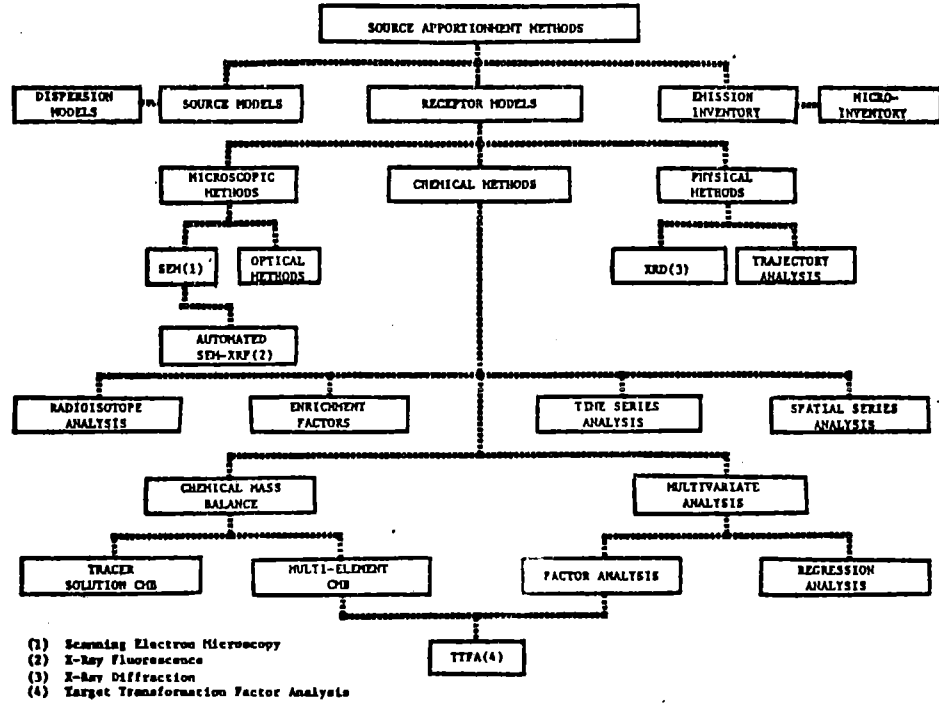 SOURCE APPORTIONMENT METHODS
DISPERSION
MODELS
SOURCE MODELS
RECEPTOR MODELS
EMISSION
INVENTORY
MICRO-
INVENTORY
MICROSCOPIC
METHODS
CHEMICAL METHODS
PHYSICAL
METHODS
SEM(1)
OPTICAL
METHODS
XRD(3)
TRAJECTORY
ANALYSIS
AUTOMATED
SEM-XRF(2)
RADIOISOTOPE
ANALYSIS
ENRICHMENT
FACTORS
TIME SERIES
ANALYSIS
SPATIAL SERIES
ANALYSIS
CHEMICAL MASS
BALANCE
MULTIVARIATE
ANALYSIS
TRACER
SOLUTION CMB
MULTI-ELEMENT
CMB
FACTOR ANALYSIS
REGRESSION
ANALYSIS
TTFA(4)
(1) Scanning Electron Microscopy
(2) X-Ray Fluorescence
(3) X-Ray Diffraction
(4) Target Transformation Factor Analysis